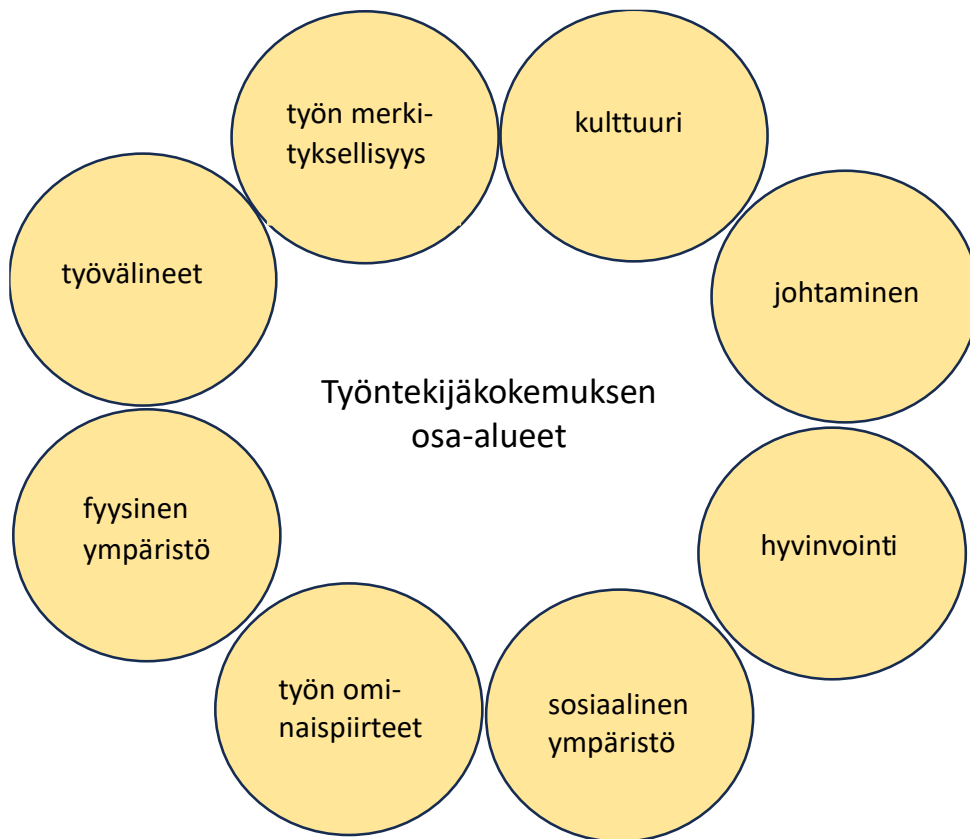 työn merki-
tyksellisyys
kulttuuri
johtaminen
hyvinvointi
sosiaalinen
ympäristö
työn omi-
naispiirteet
fyysinen
ympäristö
työvälineet
Työntekijäkokemuksen
osa-alueet